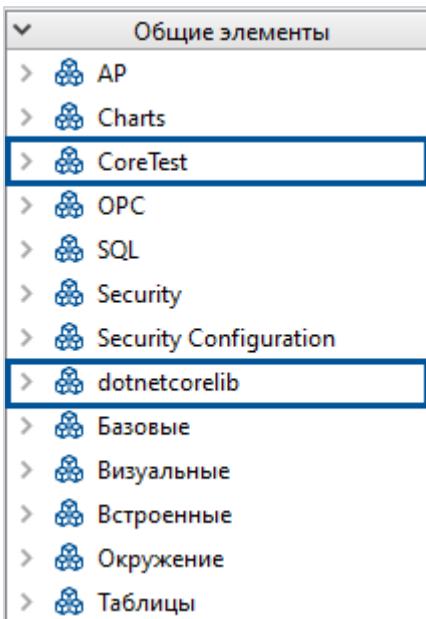 Общие элементы
AP
Charts
CoreTest
OPC
SQL
Security
Security Configuration
dotnetcorelib
Базовые
Визуальные
Встроенные
Окружение
Таблицы